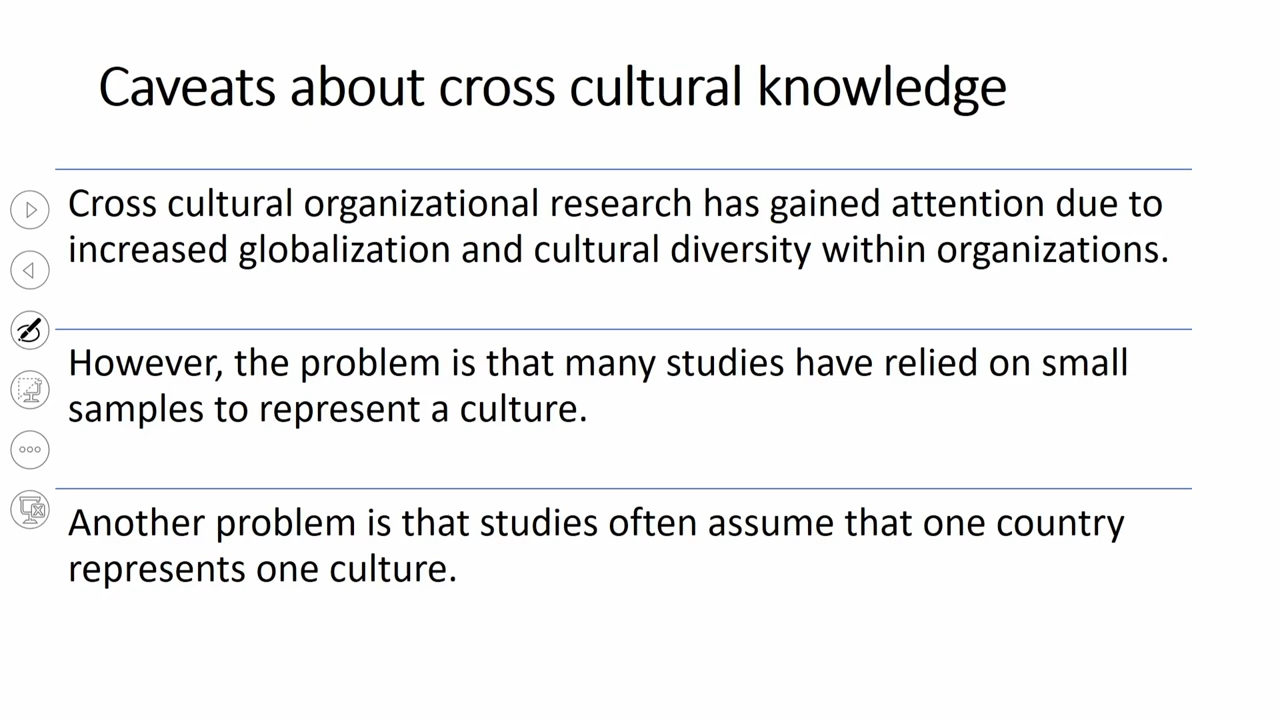 Caveats about cross cultural knowledge
Cross cultural organizational research has gained attention due to
increased globalization and cultural diversity within organizations.
However, the problem is that many studies have relied on small
samples to represent a culture.
Another problem is that studies often assume that one country
represents one culture.